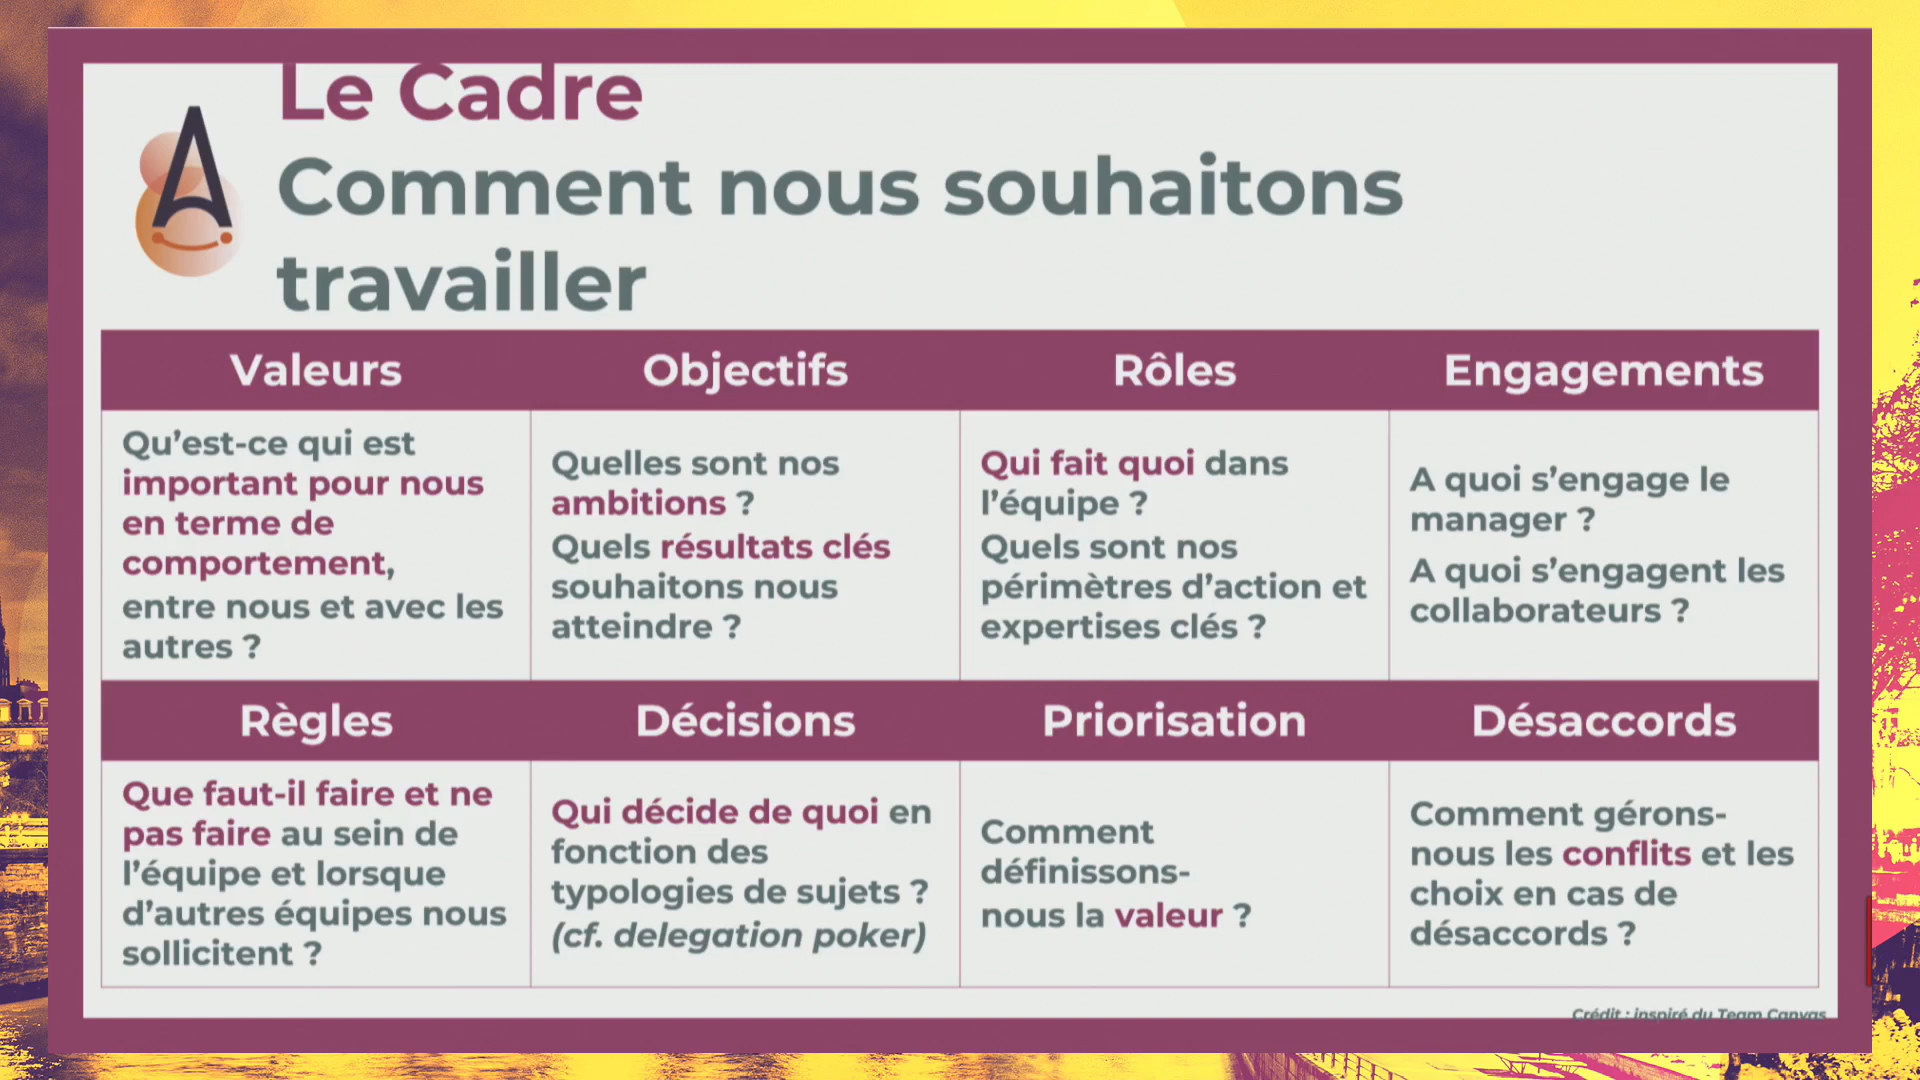 Le Cadre
Comment nous souhaitons
travailler
Valeurs
Objectifs
Rôles
Engagements
Qu'est-ce qui est
important pour nous
en terme de
comportement,
entre nous et avec les
autres ?
Quelles sont nos
ambitions ?
Quels résultats clés
souhaitons nous
atteindre ?
Qui fait quoi dans
l'équipe ?
Quels sont nos
périmètres d'action et
expertises clés ?
A quoi s'engage le
manager ?
A quoi s'engagent les
collaborateurs ?
Règles
Décisions
Priorisation
Désaccords
Que faut-il faire et ne
pas faire au sein de
l'équipe et lorsque
d'autres équipes nous
sollicitent ?
Qui décide de quoi en
fonction des
typologies de sujets ?
(cf. delegation poker)
Comment
définissons-
nous la valeur ?
Comment gérons-
nous les conflits et les
choix en cas de
désaccords ?
Crédit : inspiré du Team Canvas